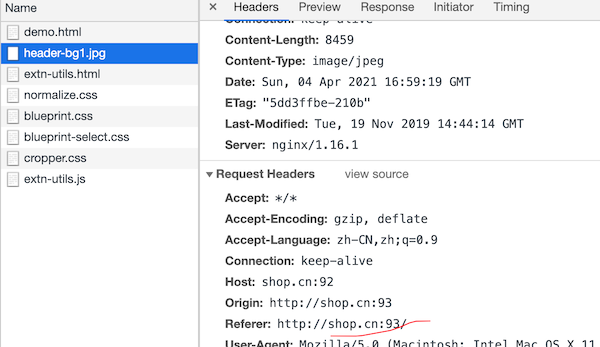 Name
Headers Preview Response Initiator Timing
demo.html
header-bg1.jpg
extn-utils.html
normalize.css
blueprint.css
blueprint-select.css
cropper.css
extn-utils.js
Connection: keep-alive
Content-Length: 8459
Content-Type: image/jpeg
Date: Sun, 04 Apr 2021 16:59:19 GMT
ETag: "5dd3ffbe-210b"
Last-Modified: Tue, 19 Nov 2019 14:44:14 GMT
Server: nginx/1.16.1
Request Headers view source
Accept: */*
Accept-Encoding: gzip, deflate
Accept-Language: zh-CN,zh;q=0.9
Connection: keep-alive
Host: shop.cn:92
Origin: http://shop.cn:93
Referer: http://shop.cn:93/
User-Agent: Mozilla/5.0 (Macintosh: Intel Mac OS X 11